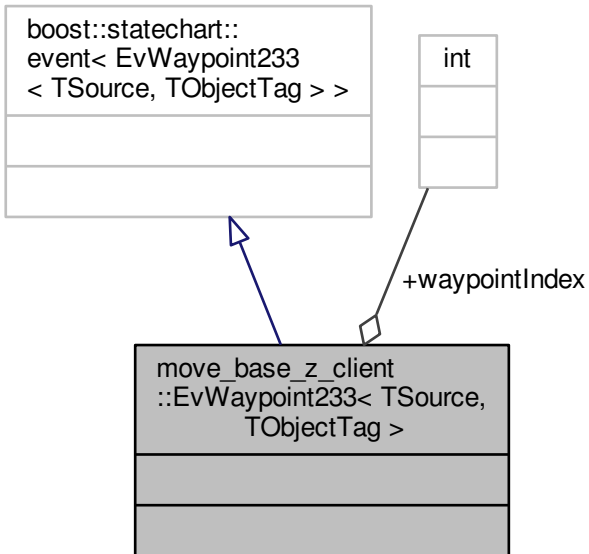 boost::statechart::
event< EvWaypoint233
< TSource, TObjectTag > >
int
+waypointIndex
move_base_z_client
::EvWaypoint233< TSource,
TObjectTag >